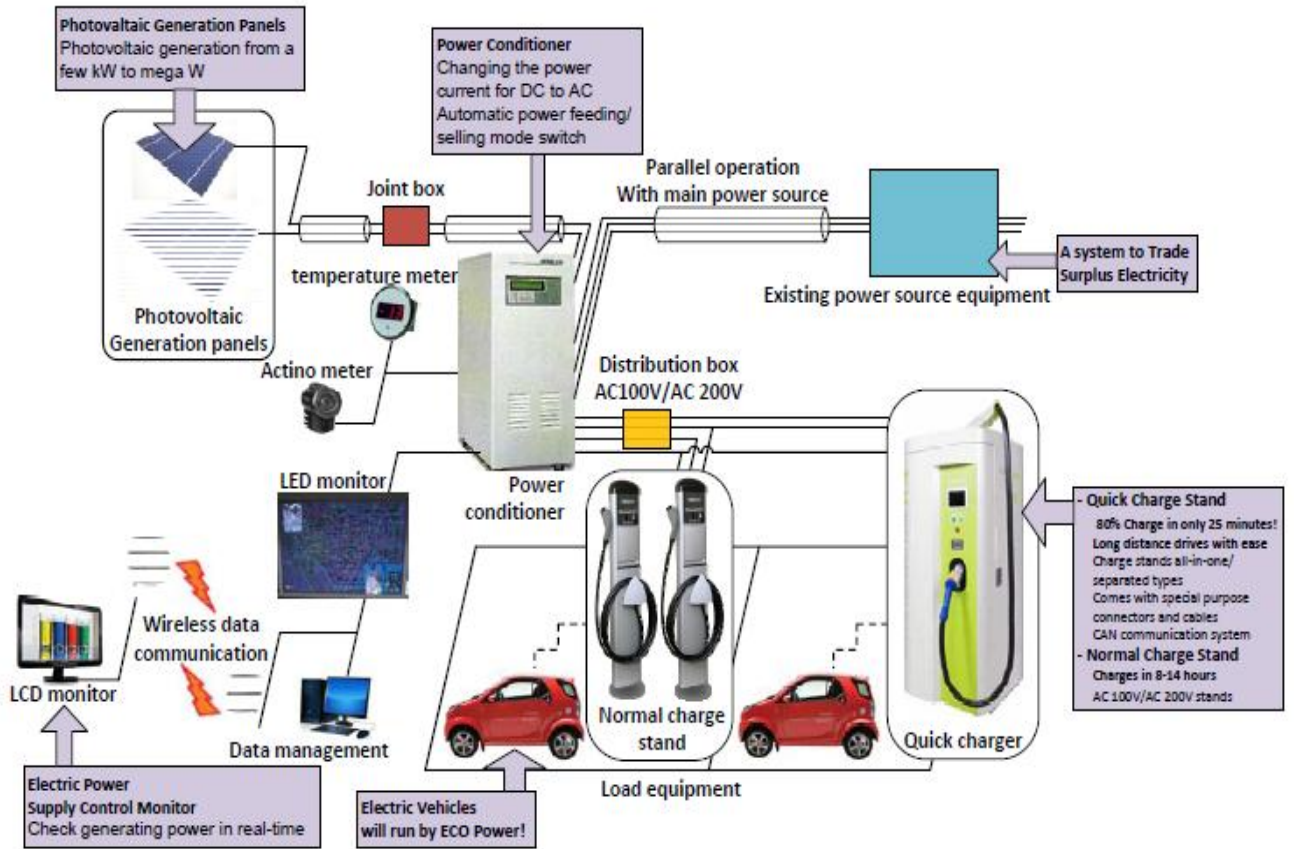 Photovaltaic Generation Panels
Photovoltaic generation from a
few kW to mega W
Power Conditioner
Changing the power
current for DC to AC
Automatic power feeding/
selling mode switch
Parallel operation
With main power source
Joint box
A system to Trade
Surplus Electricity
temperature meter
Existing power source equipment
Photovoltaic
Generation panels
Actino meter
Distribution box
AC100V/AC 200V
LED monitor
Power
conditioner
- Quick Charge Stand
80% Charge in only 25 minutes!
Long distance drives with ease
Charge stands all-in-one/
separated types
Comes with special purpose
connectors and cables
CAN communication system
- Normal Charge Stand
Charges in 8-14 hours
AC 100V/AC 200V stands
Wireless data
communication
LCD monitor
Data management
Normal charge
stand
Quick charger
Load equipment
Electric Power
Supply Control Monitor
Check generating power in real-time
Electric Vehicles
will run by ECO Power!